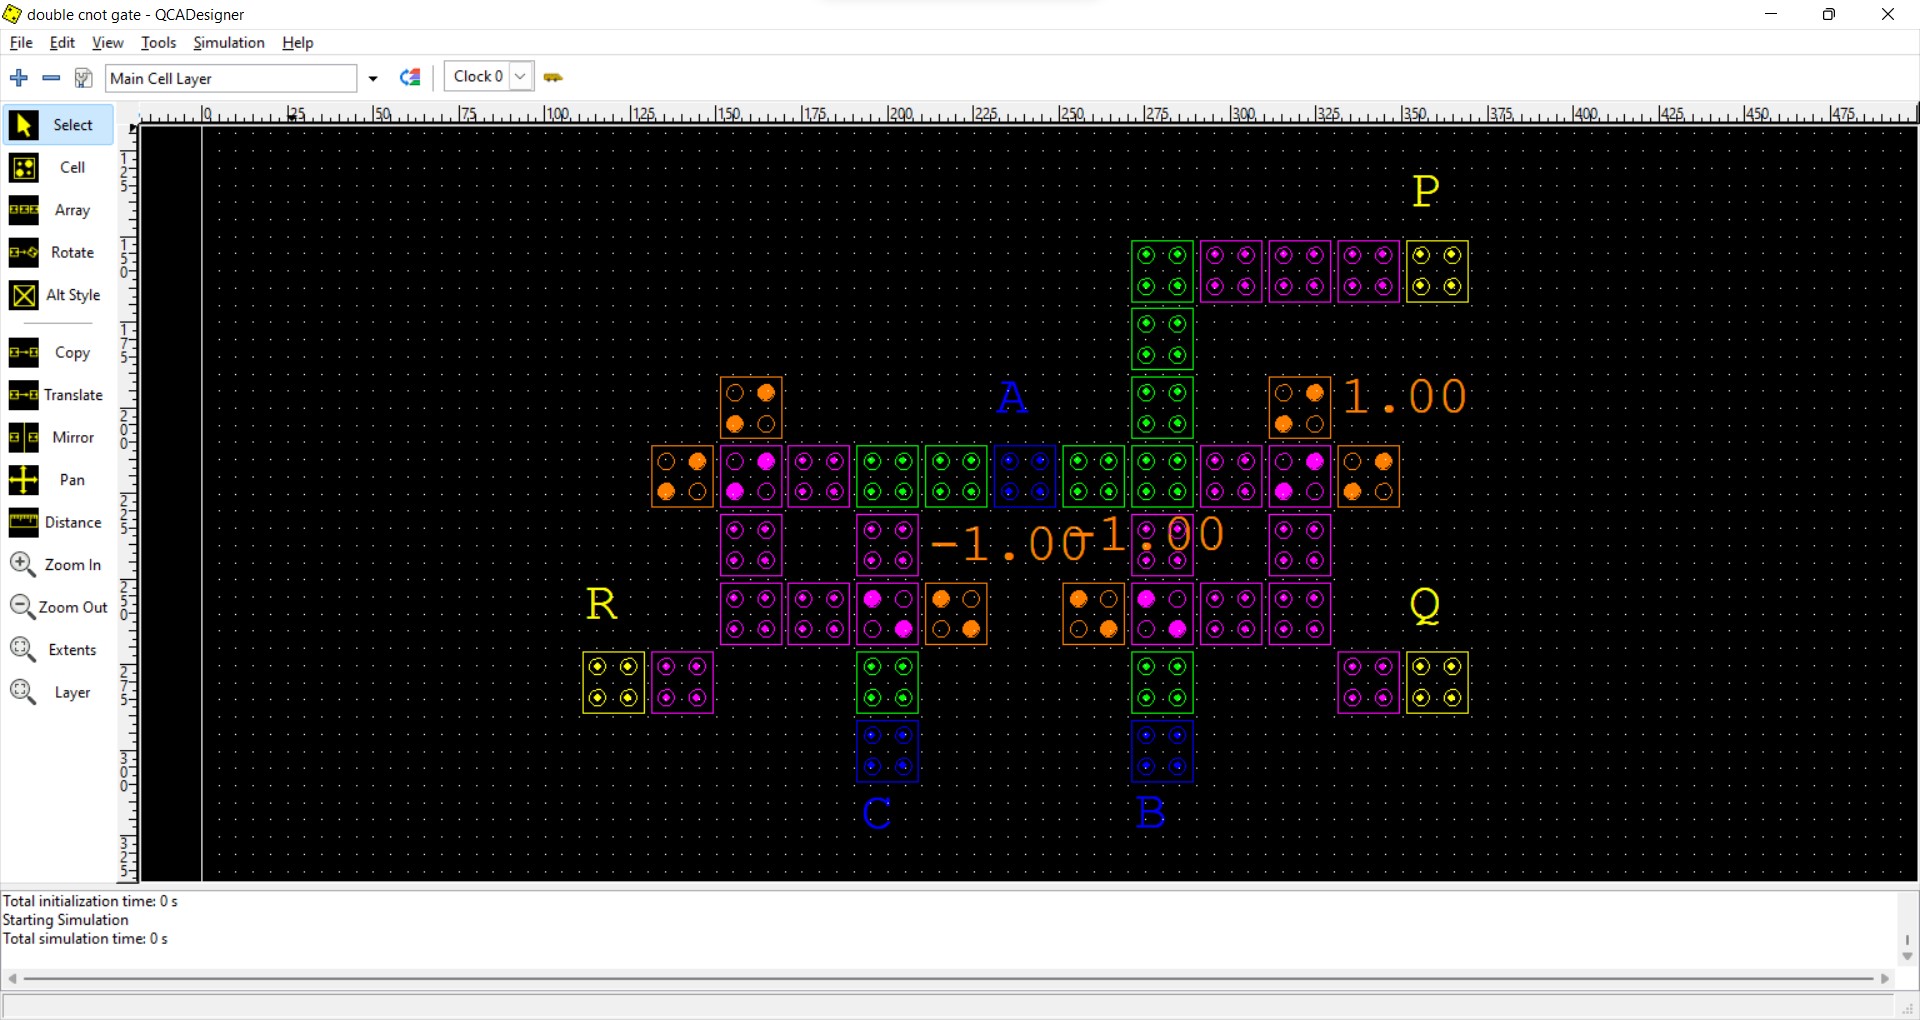 double cnot gate - QCADesigner
File Edit View Tools Simulation Help
Main Cell Layer Clock 0
0 25 50 75 100 125 150 175 200 225 250 275 300 325 350 375 400 425 450 475
Select
Cell
Array
Rotate
Alt Style
Copy
Translate
Mirror
Pan
Distance
Zoom In
Zoom Out
Extents
Layer
125
150
175
200
225
250
275
300
325
P
A
1.00
-1.00
-1.00
R
Q
C
B
Total initialization time: 0 s
Starting Simulation
Total simulation time: 0 s